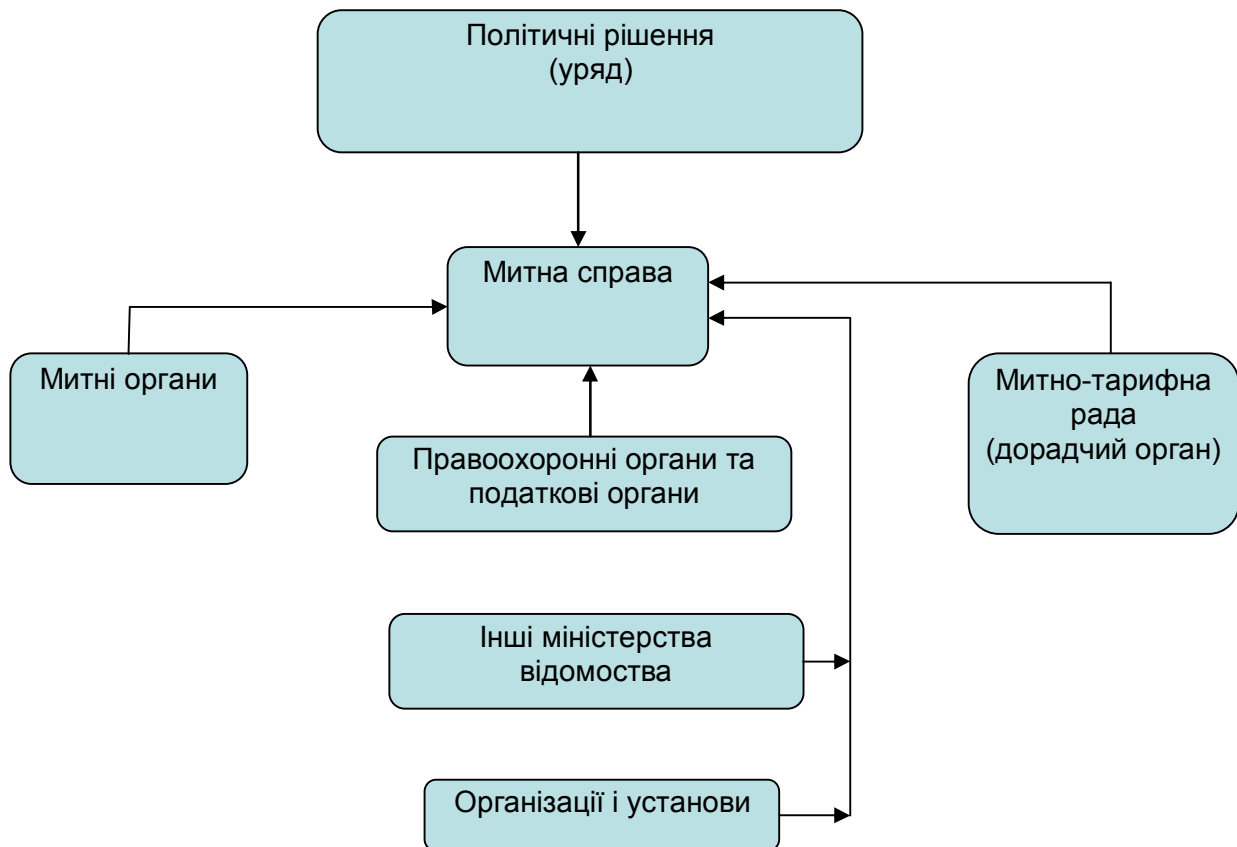 Політичні рішення
(уряд)
Митна справа
Митні органи
Митно-тарифна
рада
(дорадчий орган)
Правоохоронні органи та
податкові органи
Інші міністерства
відомоства
Організації і установи